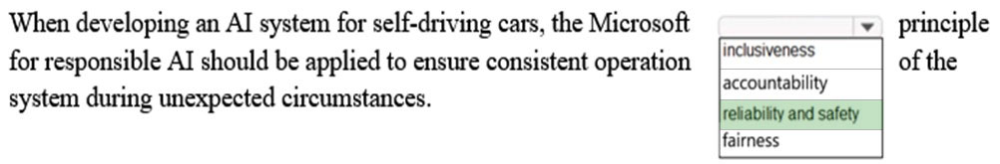 When developing an AI system for self-driving cars, the Microsoft principle
for responsible AI should be applied to ensure consistent operation of the
system during unexpected circumstances.
inclusiveness
accountability
reliability and safety
fairness